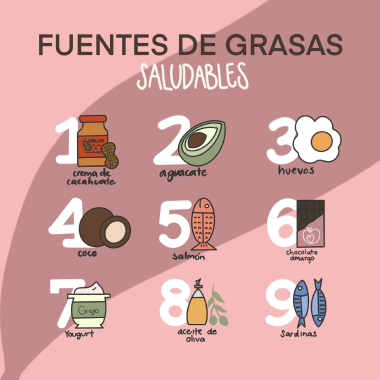 FUENTES DE GRASAS
SALUDABLES
1
crema de
cacahuate
2
aguacate
3
huevos
4
coco
5
salmón
6
chocolate
amargo
7
Griego
Yougurt
8
aceite de
oliva
9
Sardinas